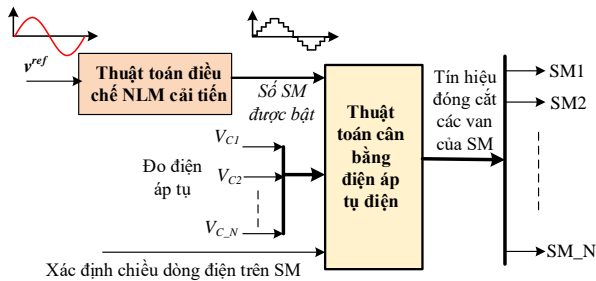 v^ref
Thuật toán điều
chế NLM cải tiến
Số SM
được bật
Đo điện
áp tụ
V_C1
V_C2
V_C_N
Xác định chiều dòng điện trên SM
Thuật
toán cân
bằng
điện áp
tụ điện
Tín hiệu
đóng cắt
các van
của SM
SM1
SM2
SM_N